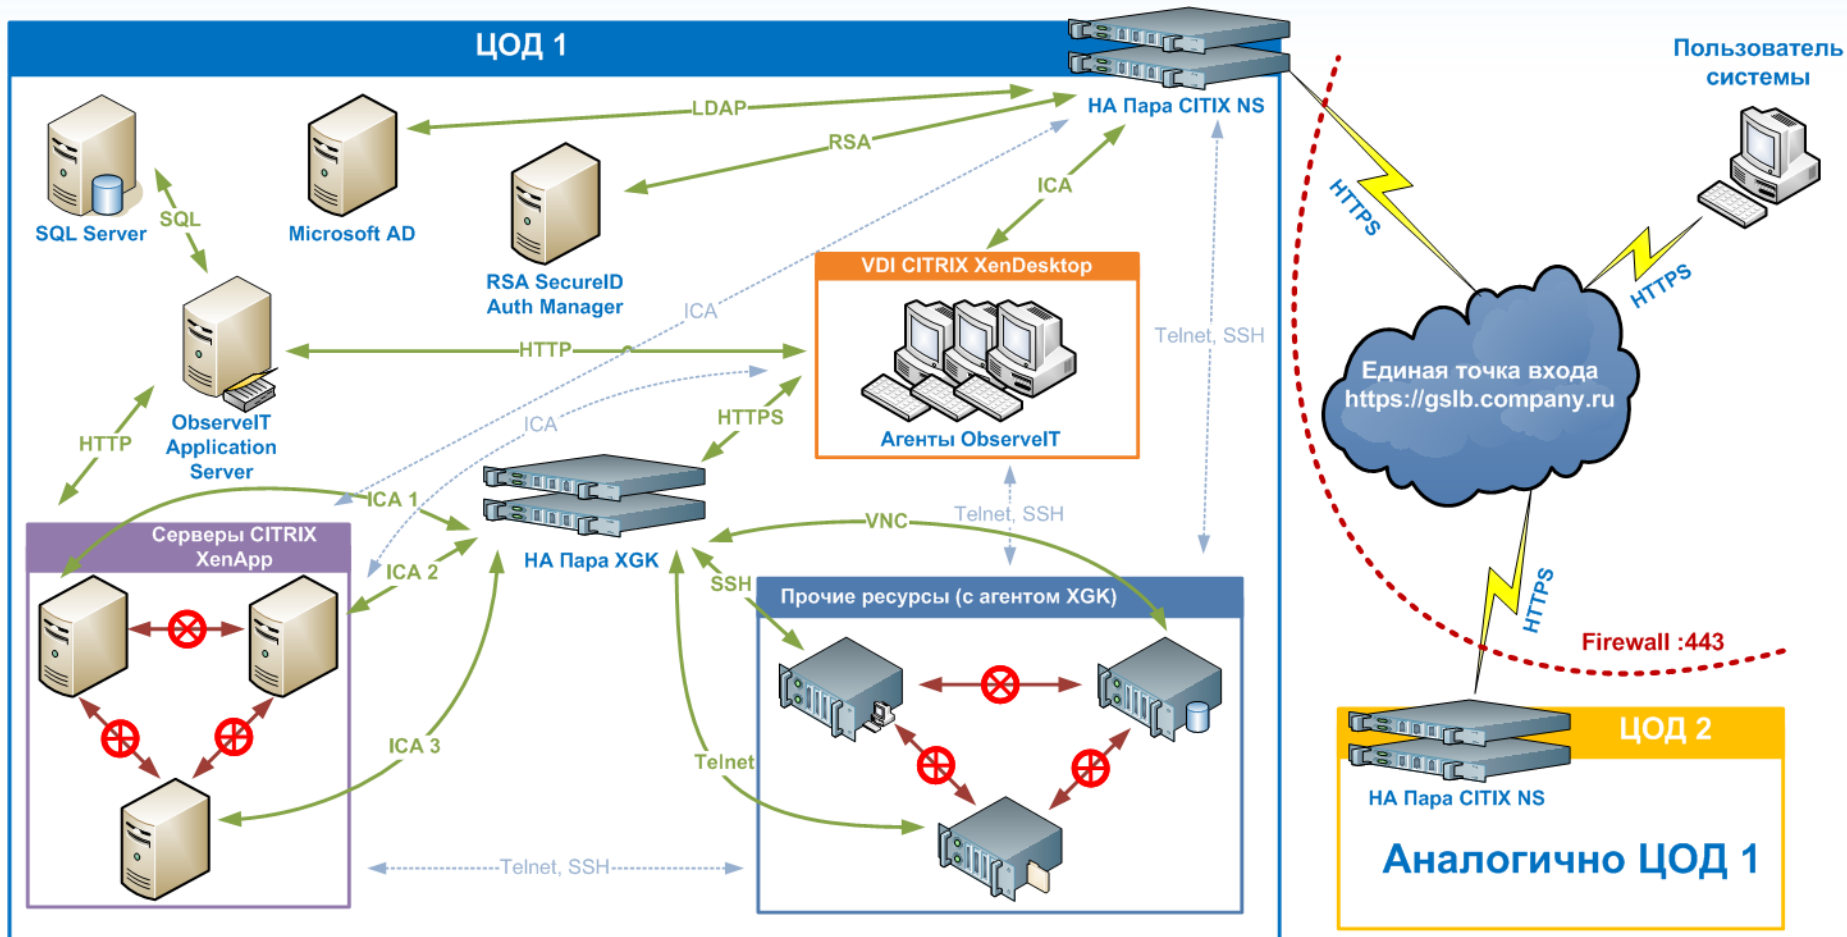 ЦОД 1
НА Пара CITIX NS
Пользователь
системы
LDAP
RSA
ICA
SQL
SQL Server
Microsoft AD
RSA SecureID
Auth Manager
ICA
Telnet, SSH
HTTPS
HTTPS
VDI CITRIX XenDesktop
Агенты ObserveIT
HTTP
ICA
HTTPS
ObserveIT
Application
Server
HTTP
Единая точка входа
https://gslb.company.ru
ICA 1
ICA 2
ICA 3
НА Пара XGK
VNC
Telnet, SSH
SSH
Telnet
Серверы CITRIX
XenApp
Прочие ресурсы (с агентом XGK)
Telnet, SSH
HTTPS
Firewall :443
ЦОД 2
НА Пара CITIX NS
Аналогично ЦОД 1